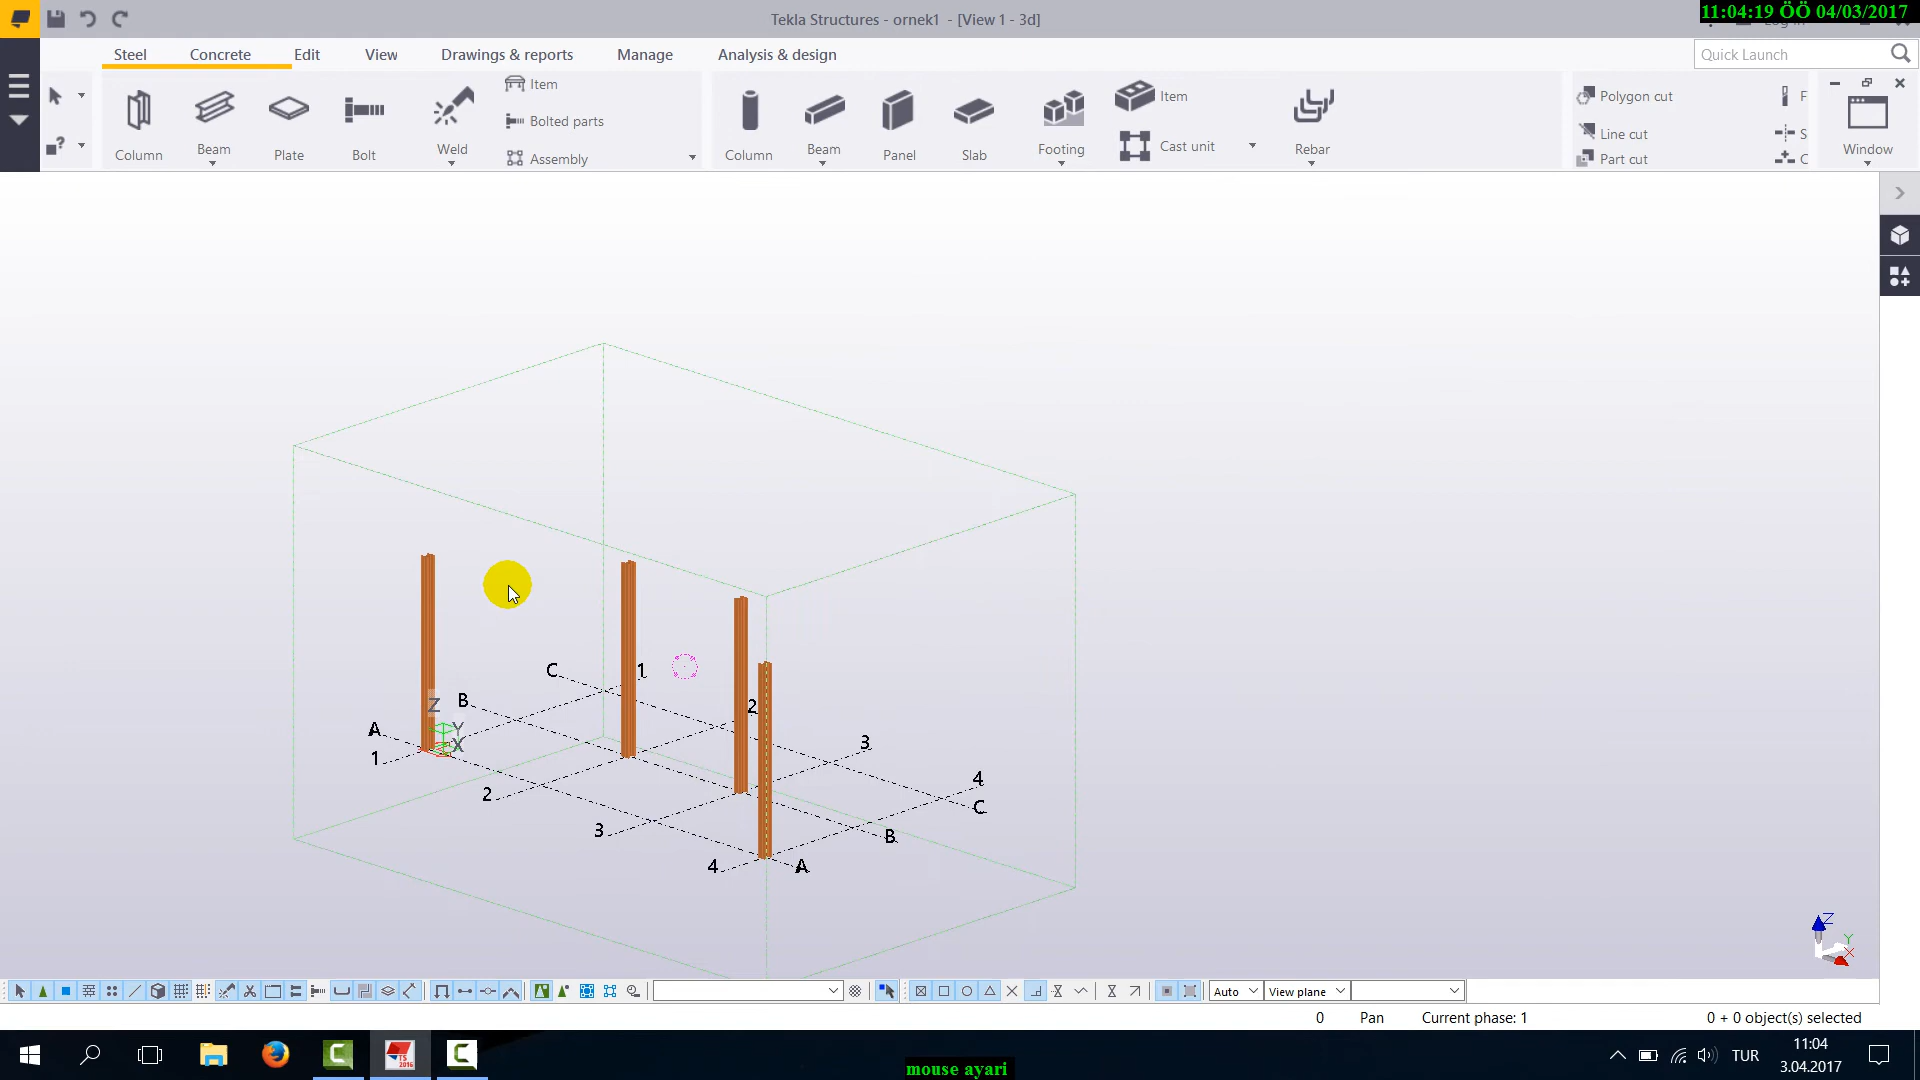 Tekla Structures - ornek1 - [View 1 - 3d]
11:04:19 ÖÖ 04/03/2017
Steel
Concrete
Edit
View
Drawings & reports
Manage
Analysis & design
Quick Launch
Column
Beam
Plate
Bolt
Weld
Item
Bolted parts
Assembly
Column
Beam
Panel
Slab
Footing
Item
Cast unit
Rebar
Polygon cut
Line cut
Part cut
F
S
C
Window
C
1
B
Z
A
Y
X
1
2
2
3
3
4
C
B
4
A
Z
Y
X
Auto
View plane
0
Pan
Current phase: 1
0 + 0 object(s) selected
TS
2016
TUR
11:04
3.04.2017
mouse ayari